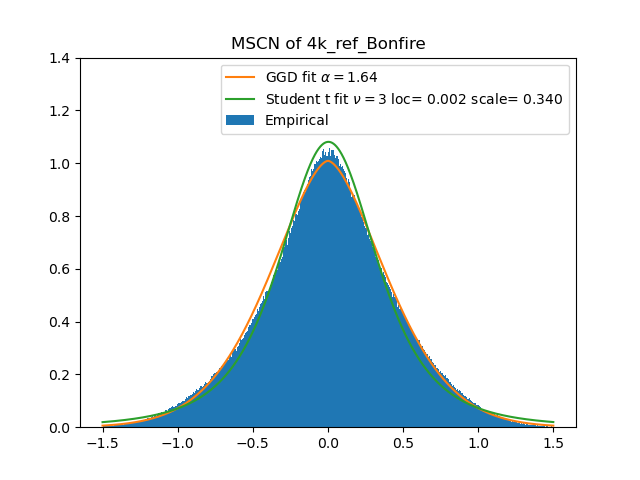 MSCN of 4k_ref_Bonfire
GGD fit α = 1.64
Student t fit ν = 3 loc= 0.002 scale= 0.340
Empirical
1.4
1.2
1.0
0.8
0.6
0.4
0.2
0.0
−1.5 −1.0 −0.5 0.0 0.5 1.0 1.5